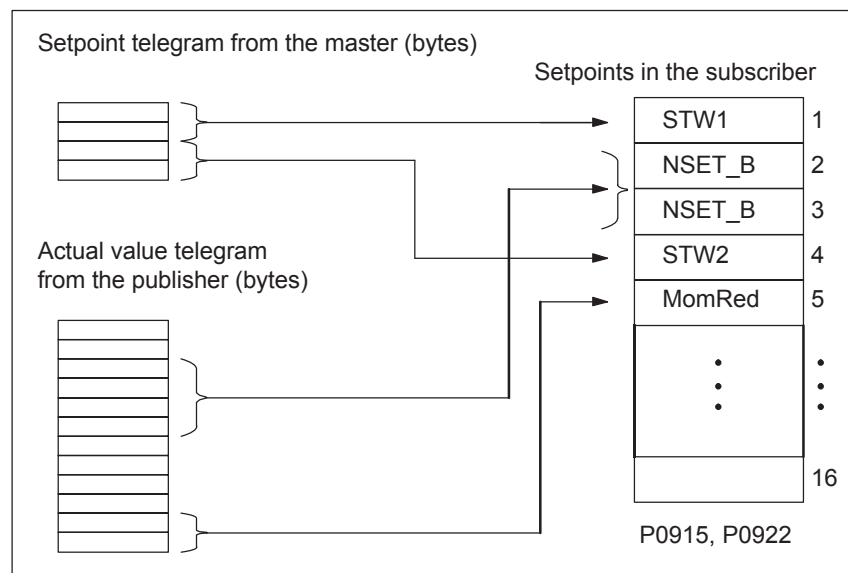 Setpoint telegram from the master (bytes)
Setpoints in the subscriber
STW1 1
NSET_B 2
NSET_B 3
Actual value telegram
from the publisher (bytes)
STW2 4
MomRed 5
16
P0915, P0922